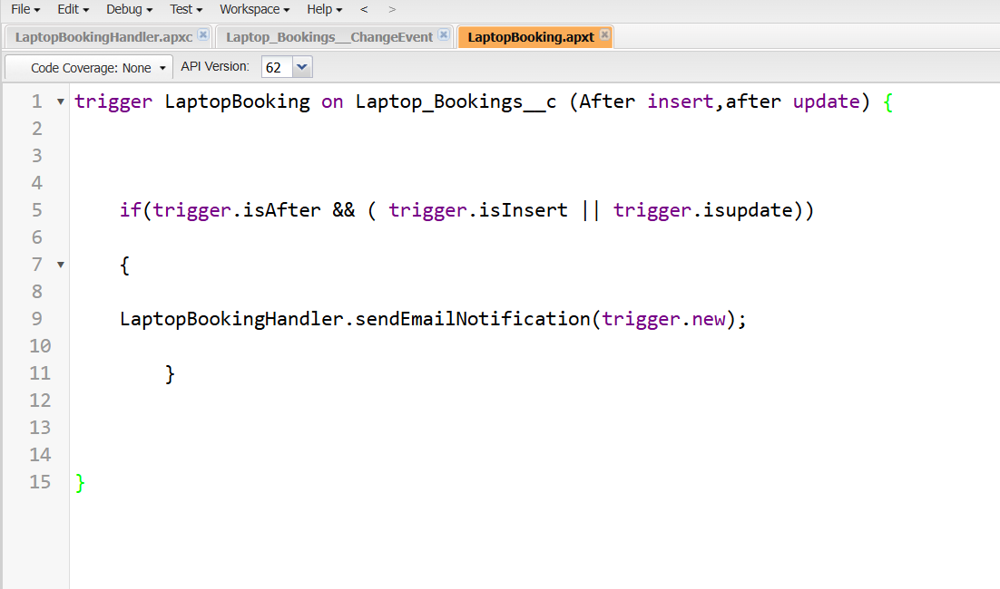 File Edit Debug Test Workspace Help < >
LaptopBookingHandler.apxc Laptop_Bookings__ChangeEvent LaptopBooking.apxt
Code Coverage: None API Version: 62
1 trigger LaptopBooking on Laptop_Bookings__c (After insert,after update) {
2
3
4
5 if(trigger.isAfter && ( trigger.isInsert || trigger.isupdate))
6
7 {
8
9 LaptopBookingHandler.sendEmailNotification(trigger.new);
10
11 }
12
13
14
15 }